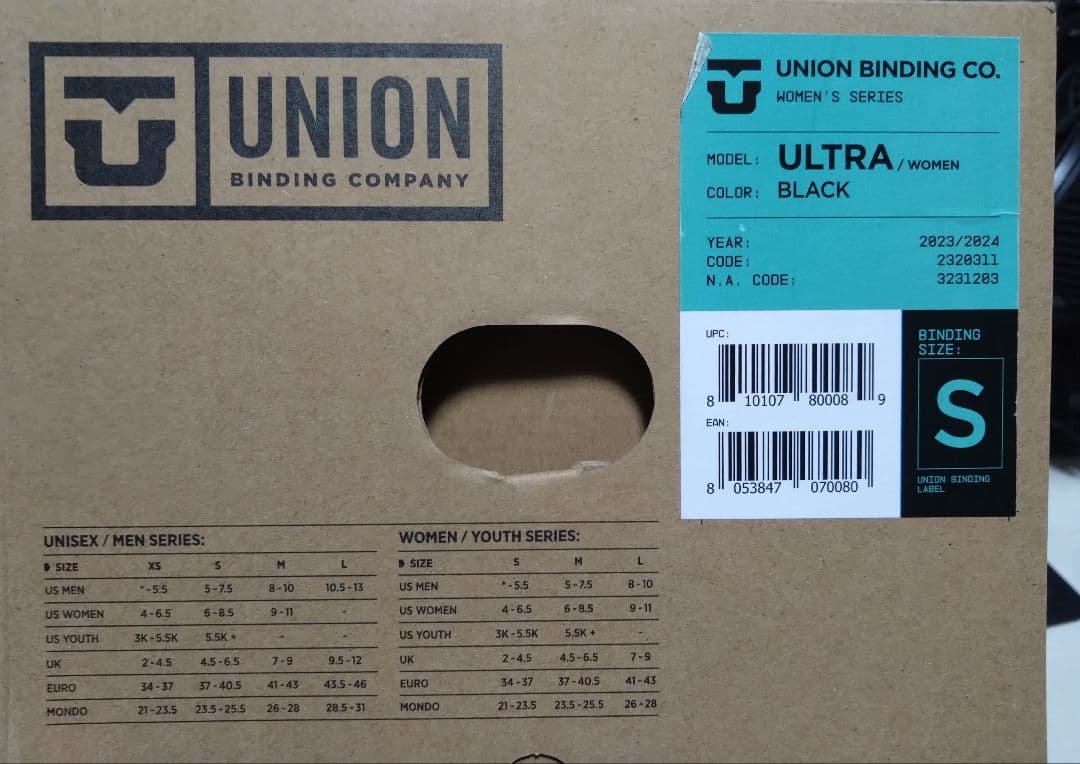 UNION
BINDING COMPANY
UNION BINDING CO.
WOMEN'S SERIES
MODEL: ULTRA / WOMEN
COLOR: BLACK
YEAR: 2023/2024
CODE: 2320311
N.A. CODE: 3231203
UPC:
8 10107 80008 9
EAN:
8 053847 070080
BINDING
SIZE:
S
UNION BINDING
LABEL
UNISEX / MEN SERIES:
SIZE XS S M L
US MEN *-5.5 5-7.5 8-10 10.5-13
US WOMEN 4-6.5 6-8.5 9-11 -
US YOUTH 3K-5.5K 5.5K+ - -
UK 2-4.5 4.5-6.5 7-9 9.5-12
EURO 34-37 37-40.5 41-43 43.5-46
MONDO 21-23.5 23.5-25.5 26-28 28.5-31
WOMEN / YOUTH SERIES:
SIZE S M L
US MEN *-5.5 5-7.5 8-10
US WOMEN 4-6.5 6-8.5 9-11
US YOUTH 3K-5.5K 5.5K+ -
UK 2-4.5 4.5-6.5 7-9
EURO 34-37 37-40.5 41-43
MONDO 21-23.5 23.5-25.5 26-28